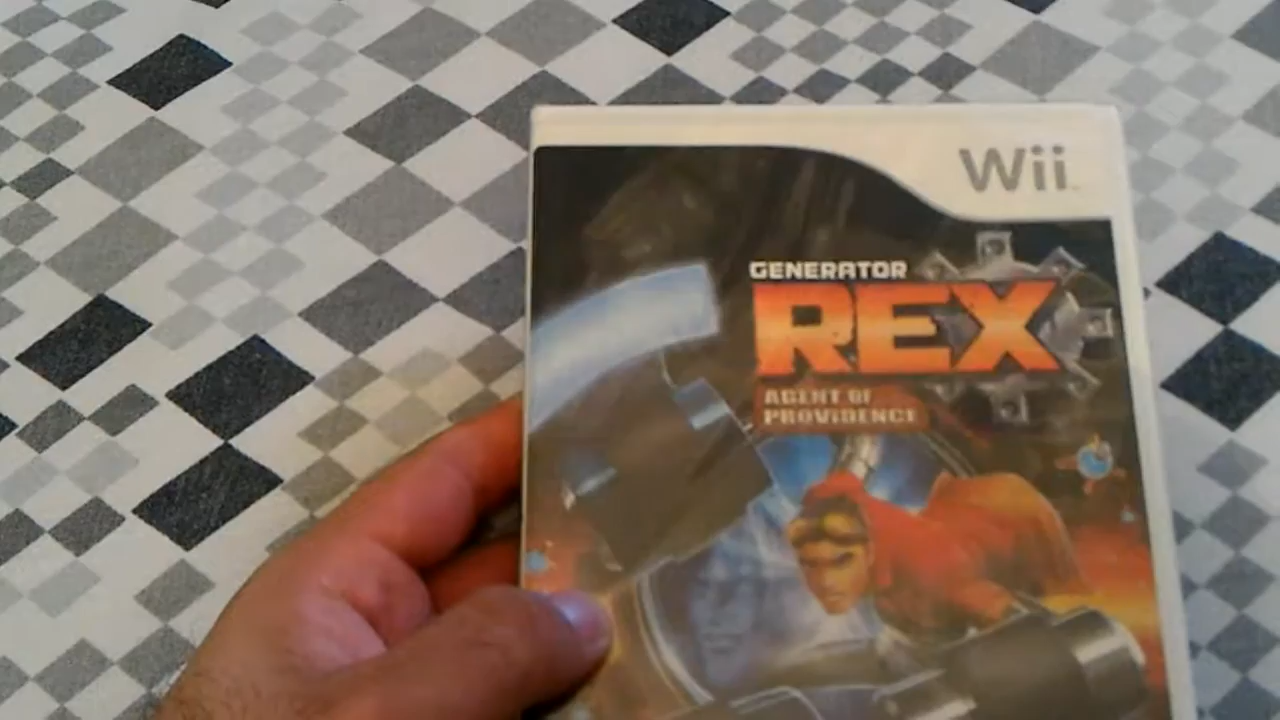 Wii
GENERATOR
REX
AGENT OF
PROVIDENCE